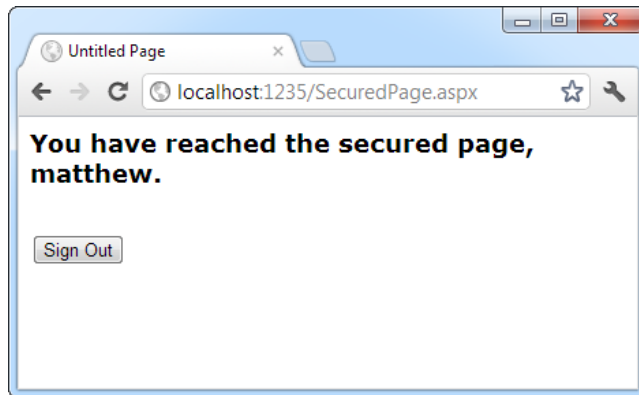 Untitled Page
localhost:1235/SecuredPage.aspx
You have reached the secured page,
matthew.
Sign Out